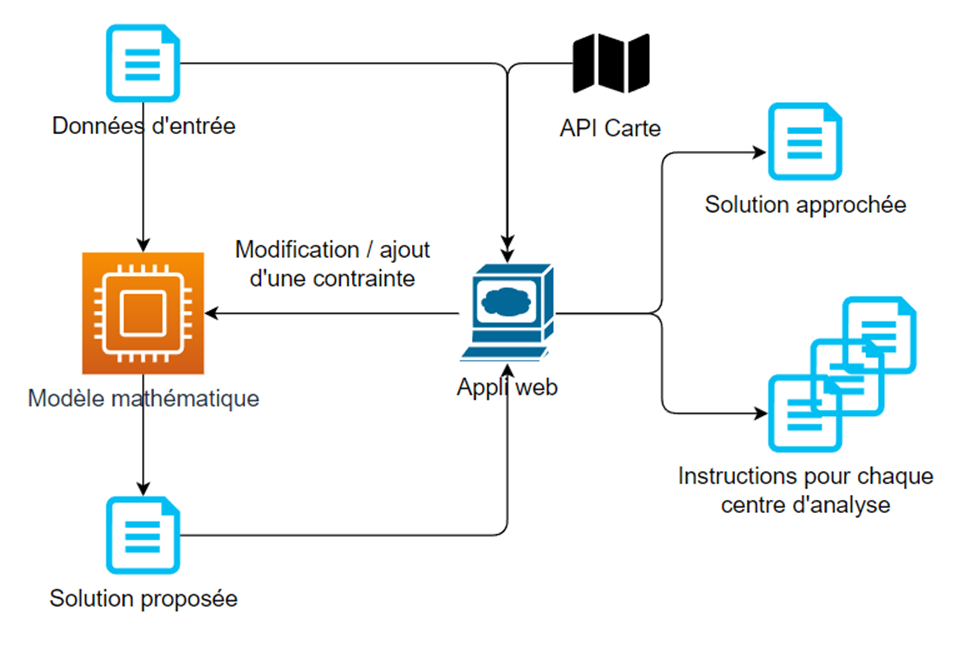 Données d'entrée
API Carte
Solution approchée
Modification / ajout
d'une contrainte
Appli web
Modèle mathématique
Instructions pour chaque
centre d'analyse
Solution proposée